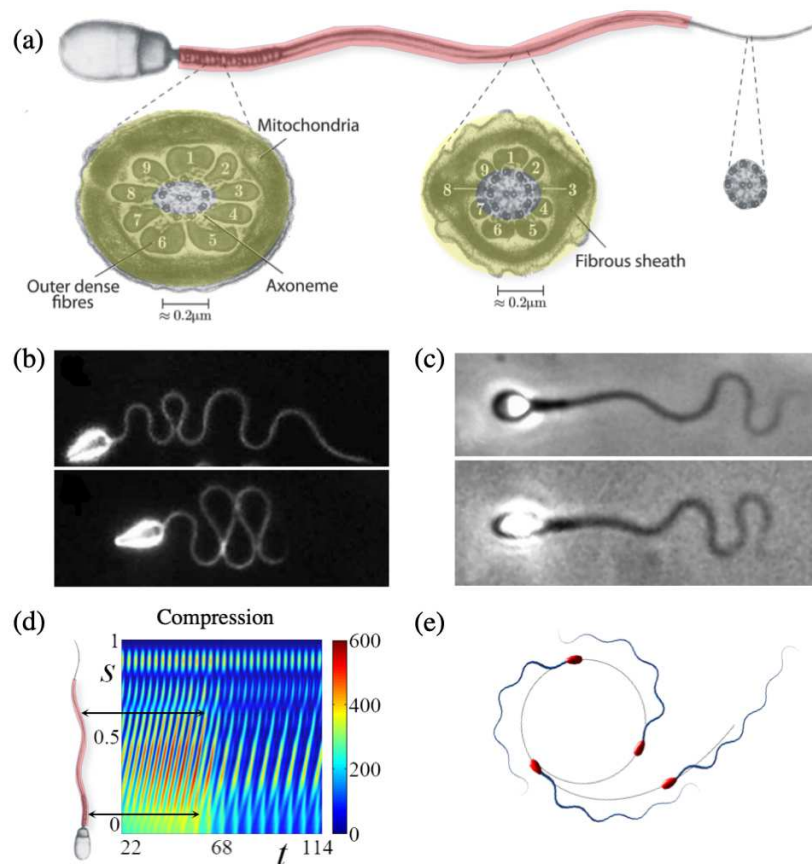 (a)
Mitochondria
1
9 2
8 3
7 4
6 5
Outer dense
fibres
Axoneme
≈ 0.2μm
1
9 2
8 3
7 4
6 5
Fibrous sheath
≈ 0.2μm
(b)
(c)
(d)
Compression
1
s
0.5
0
22 68 t 114
600
400
200
0
(e)